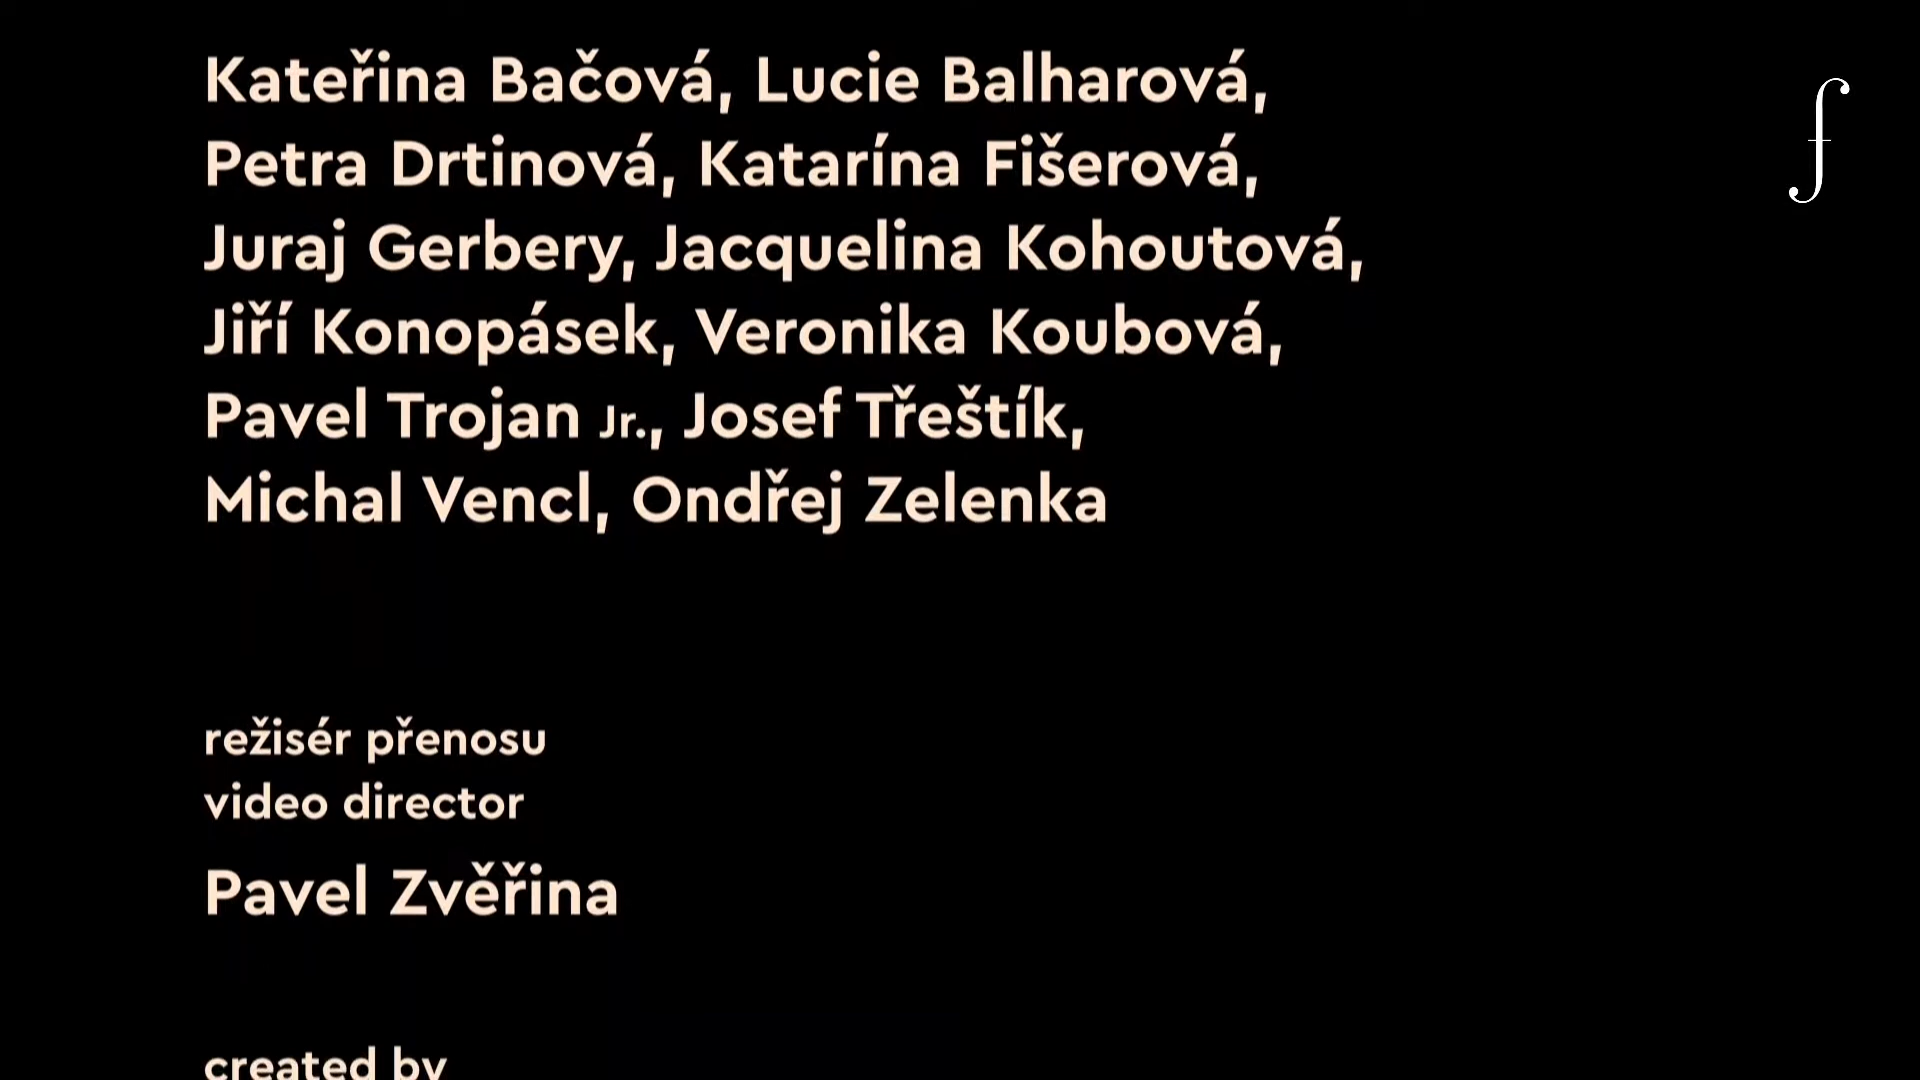 Kateřina Bačová, Lucie Balharová,
Petra Drtinová, Katarína Fišerová,
Juraj Gerbery, Jacquelina Kohoutová,
Jiří Konopásek, Veronika Koubová,
Pavel Trojan Jr., Josef Třeštík,
Michal Vencl, Ondřej Zelenka
režisér přenosu
video director
Pavel Zvěřina
created by